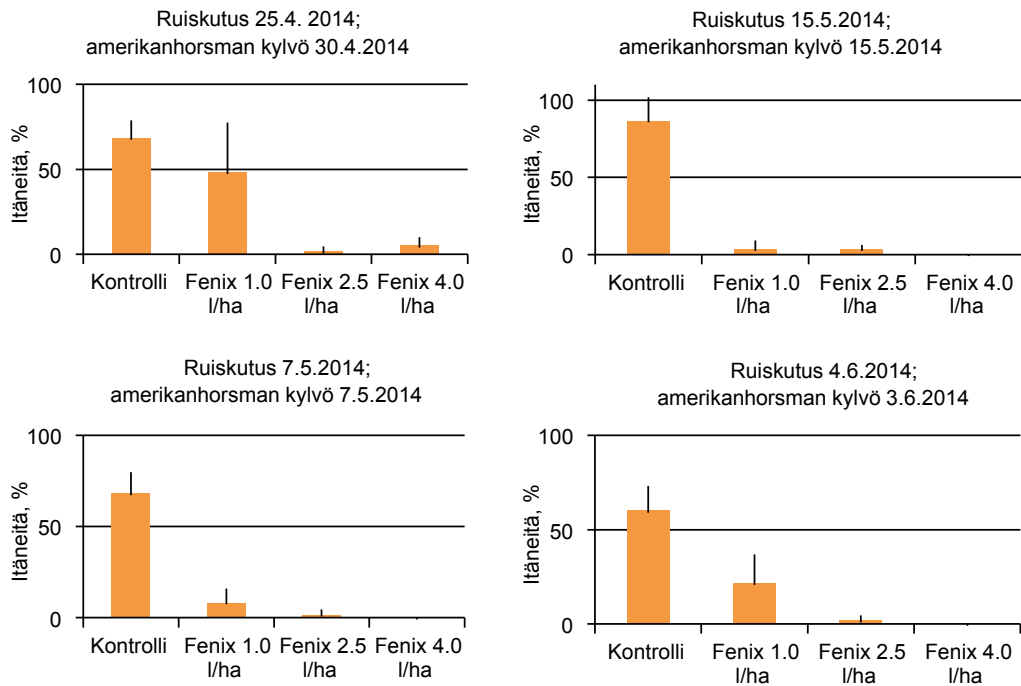 Ruiskutus 25.4. 2014;
amerikanhorsman kylvö 30.4.2014
100
50
0
Itäneitä, %
Kontrolli Fenix 1.0 Fenix 2.5 Fenix 4.0
l/ha l/ha l/ha
Ruiskutus 15.5.2014;
amerikanhorsman kylvö 15.5.2014
100
50
0
Itäneitä, %
Kontrolli Fenix 1.0 Fenix 2.5 Fenix 4.0
l/ha l/ha l/ha
Ruiskutus 7.5.2014;
amerikanhorsman kylvö 7.5.2014
100
50
0
Itäneitä, %
Kontrolli Fenix 1.0 Fenix 2.5 Fenix 4.0
l/ha l/ha l/ha
Ruiskutus 4.6.2014;
amerikanhorsman kylvö 3.6.2014
100
50
0
Itäneitä, %
Kontrolli Fenix 1.0 Fenix 2.5 Fenix 4.0
l/ha l/ha l/ha